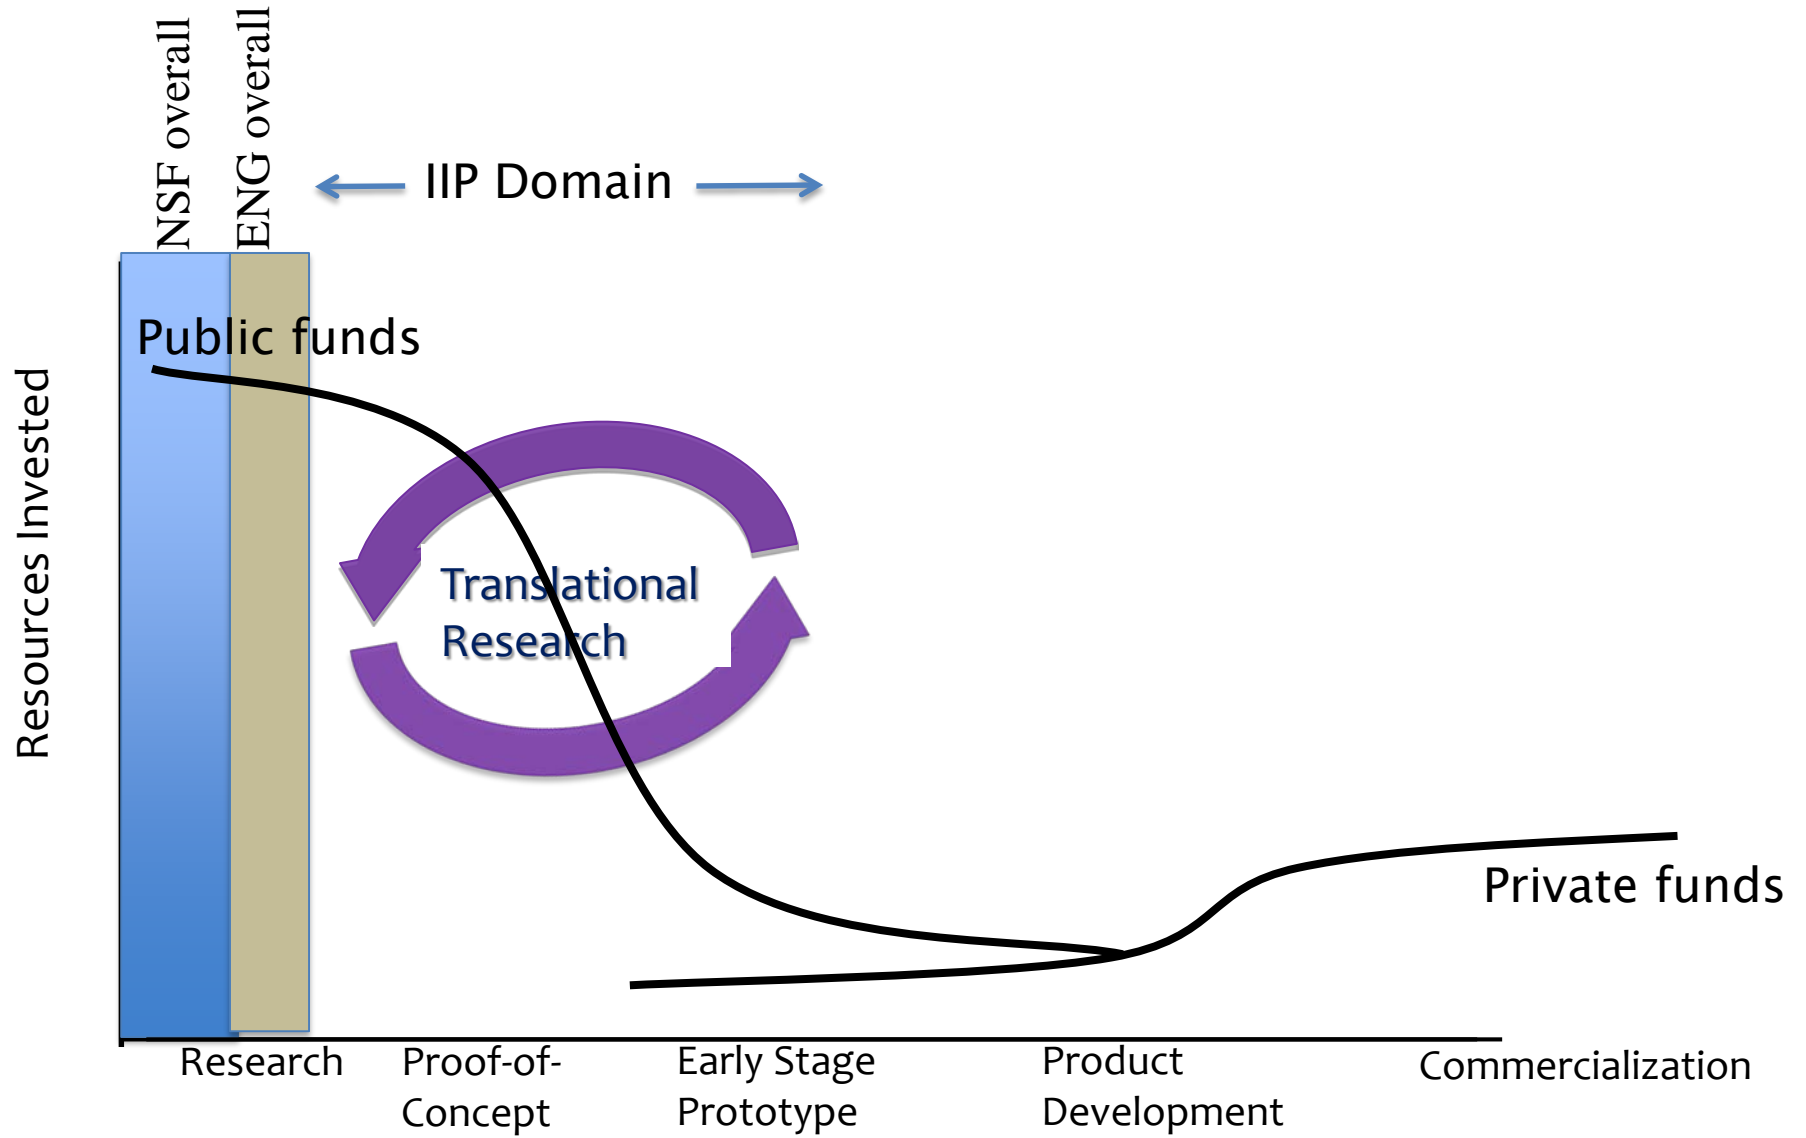 NSF overall
ENG overall
IIP Domain
Public funds
Resources Invested
Translational
Research
Private funds
Research
Proof-of-
Concept
Early Stage
Prototype
Product
Development
Commercialization